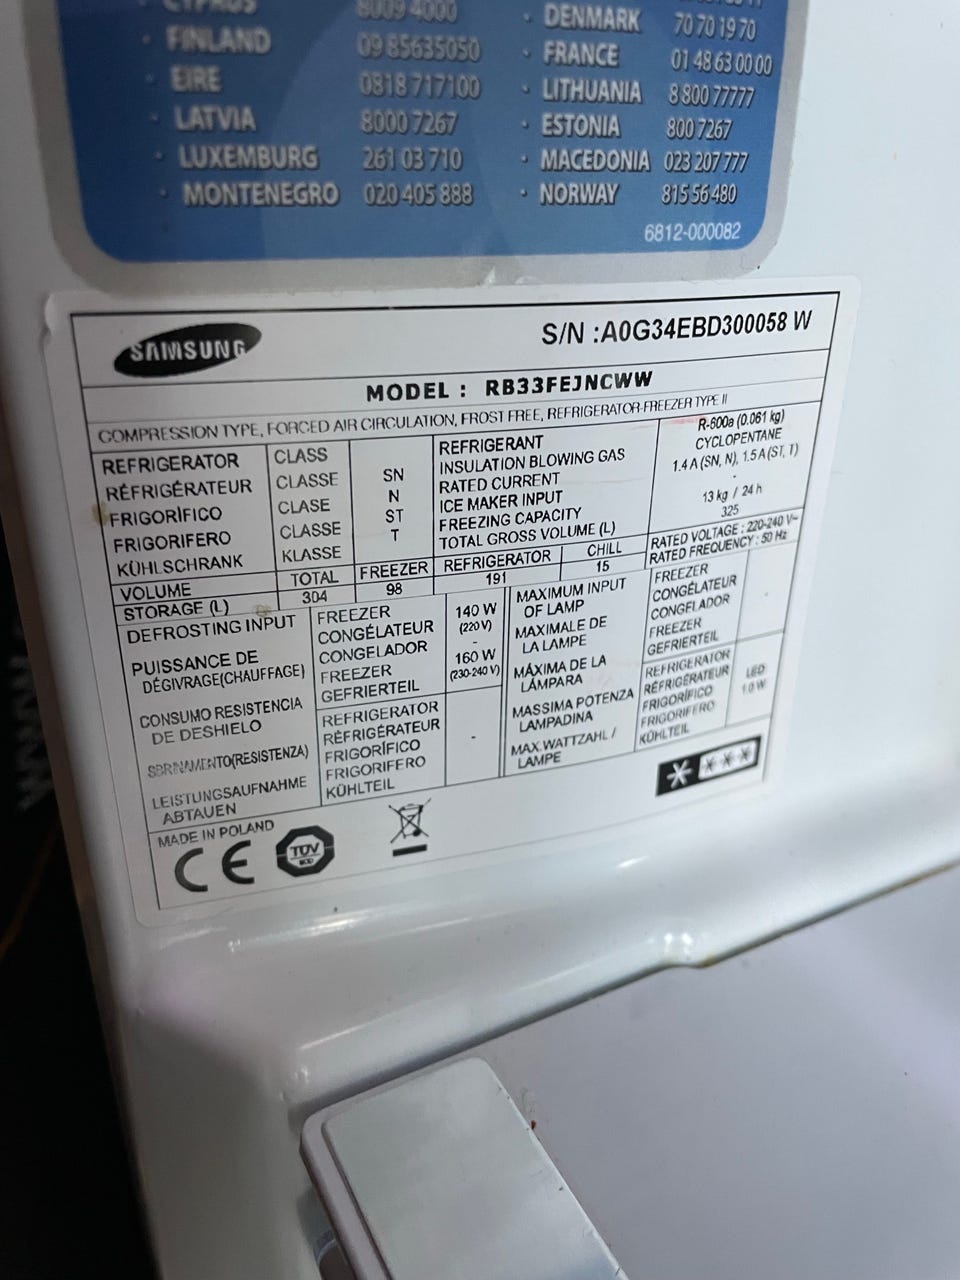 CYPRUS 8009 4000
· FINLAND 09 85635050
· EIRE 0818 717100
· LATVIA 8000 7267
· LUXEMBURG 261 03 710
· MONTENEGRO 020 405 888
· DENMARK 70 70 19 70
· FRANCE 01 48 63 00 00
· LITHUANIA 8 800 77777
· ESTONIA 800 7267
· MACEDONIA 023 207 777
· NORWAY 815 56 480
6812-000082
SAMSUNG
S/N :A0G34EBD300058 W
MODEL : RB33FEJNCWW
COMPRESSION TYPE, FORCED AIR CIRCULATION, FROST FREE, REFRIGERATOR-FREEZER TYPE II
REFRIGERATOR
RÉFRIGÉRATEUR
FRIGORÍFICO
FRIGORIFERO
KÜHLSCHRANK
CLASS
CLASSE
CLASE
CLASSE
KLASSE
SN
N
ST
T
REFRIGERANT R-600a (0.061 kg)
INSULATION BLOWING GAS CYCLOPENTANE
RATED CURRENT 1.4 A (SN, N), 1.5 A (ST, T)
ICE MAKER INPUT -
FREEZING CAPACITY 13 kg / 24 h
TOTAL GROSS VOLUME (L) 325
VOLUME
STORAGE (L)
TOTAL
304
FREEZER
98
REFRIGERATOR
191
CHILL
15
RATED VOLTAGE : 220-240 V~
RATED FREQUENCY : 50 Hz
DEFROSTING INPUT
PUISSANCE DE
DÉGIVRAGE(CHAUFFAGE)
CONSUMO RESISTENCIA
DE DESHIELO
SBRINAMENTO(RESISTENZA)
LEISTUNGSAUFNAHME
ABTAUEN
FREEZER
CONGÉLATEUR
CONGELADOR
FREEZER
GEFRIERTEIL
140 W
(220 V)
-
160 W
(230-240 V)
REFRIGERATOR
RÉFRIGÉRATEUR
FRIGORÍFICO
FRIGORIFERO
KÜHLTEIL
-
MAXIMUM INPUT
OF LAMP
MAXIMALE DE
LA LAMPE
MÁXIMA DE LA
LÁMPARA
MASSIMA POTENZA
LAMPADINA
MAX.WATTZAHL /
LAMPE
FREEZER
CONGÉLATEUR
CONGELADOR
FREEZER
GEFRIERTEIL
-
REFRIGERATOR
RÉFRIGÉRATEUR
FRIGORÍFICO
FRIGORIFERO
KÜHLTEIL
LED
1.0 W
MADE IN POLAND
CE
TÜV